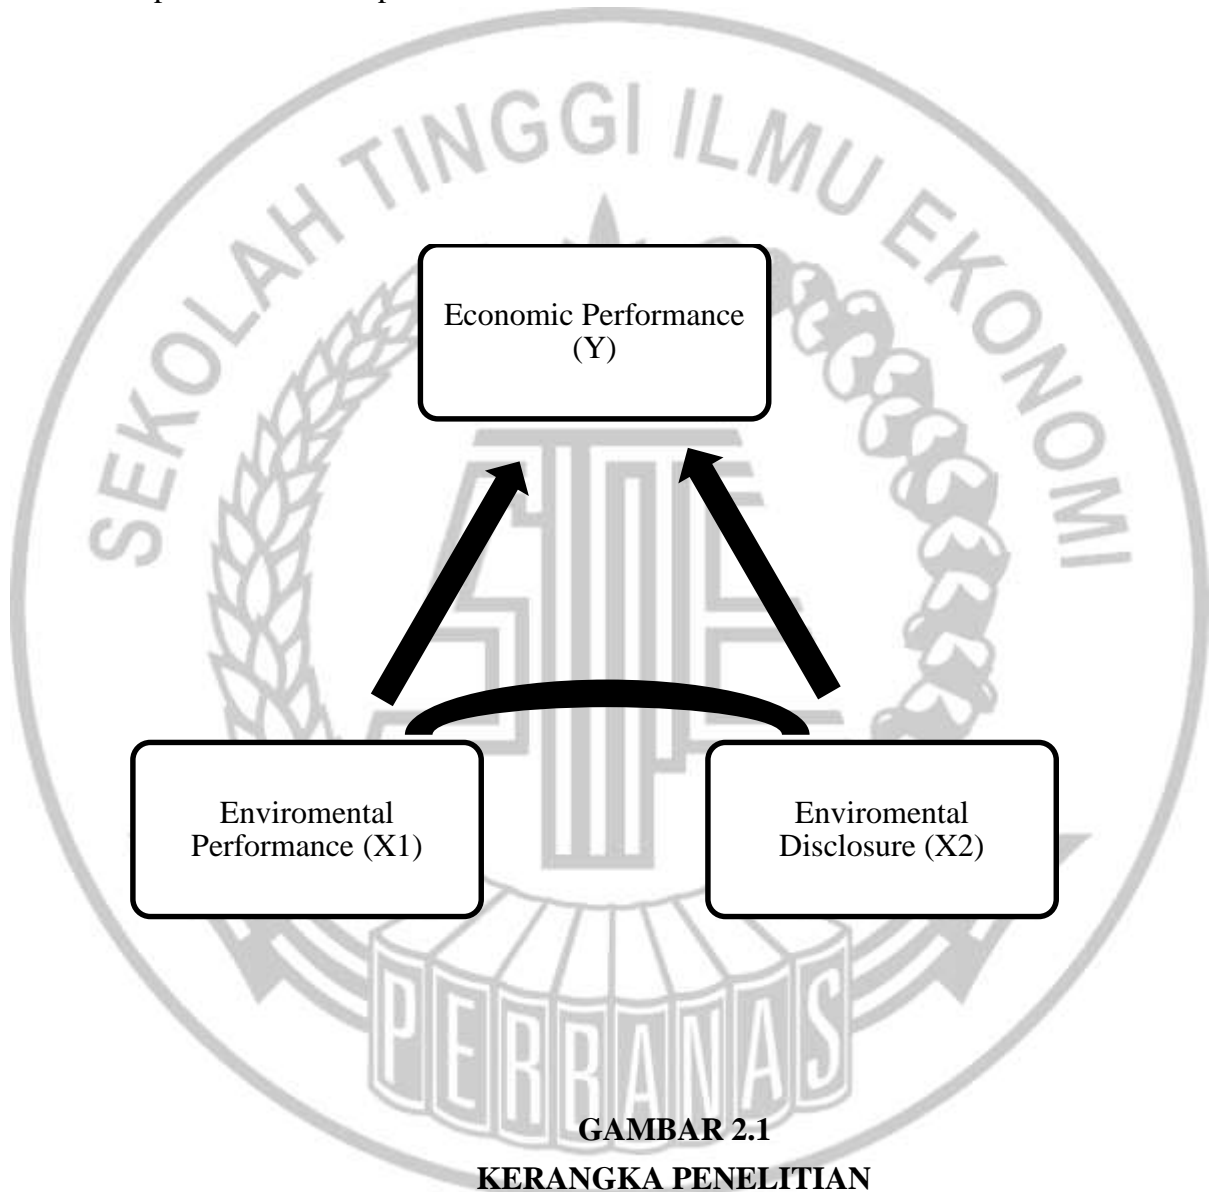 SEKOLAH TINGGI ILMU EKONOMI
Economic Performance
(Y)
Enviromental
Performance (X1)
Enviromental
Disclosure (X2)
PERBANAS
GAMBAR 2.1
KERANGKA PENELITIAN